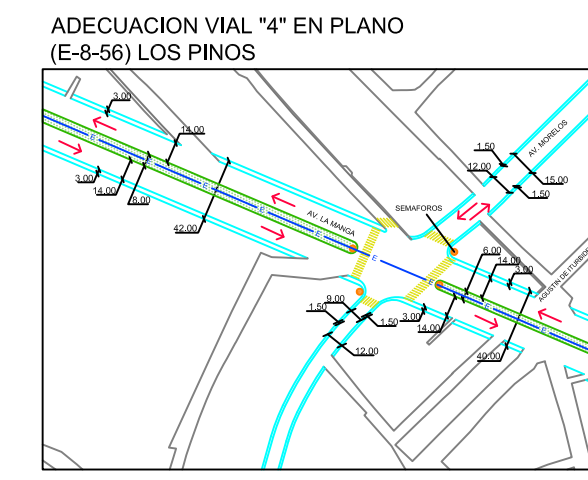 ADECUACION VIAL "4" EN PLANO
(E-8-56) LOS PINOS
3.00
14.00
E
E
3.00
14.00
8.00
E
42.00
E
AV. LA MANGA
E
E
SEMAFOROS
1.50
12.00
AV. MORELOS
15.00
1.50
6.00
14.00
3.00
AGUSTIN DE ITURBIDE
E
9.00
1.50
1.50
12.00
3.00
14.00
E
E
E
40.00